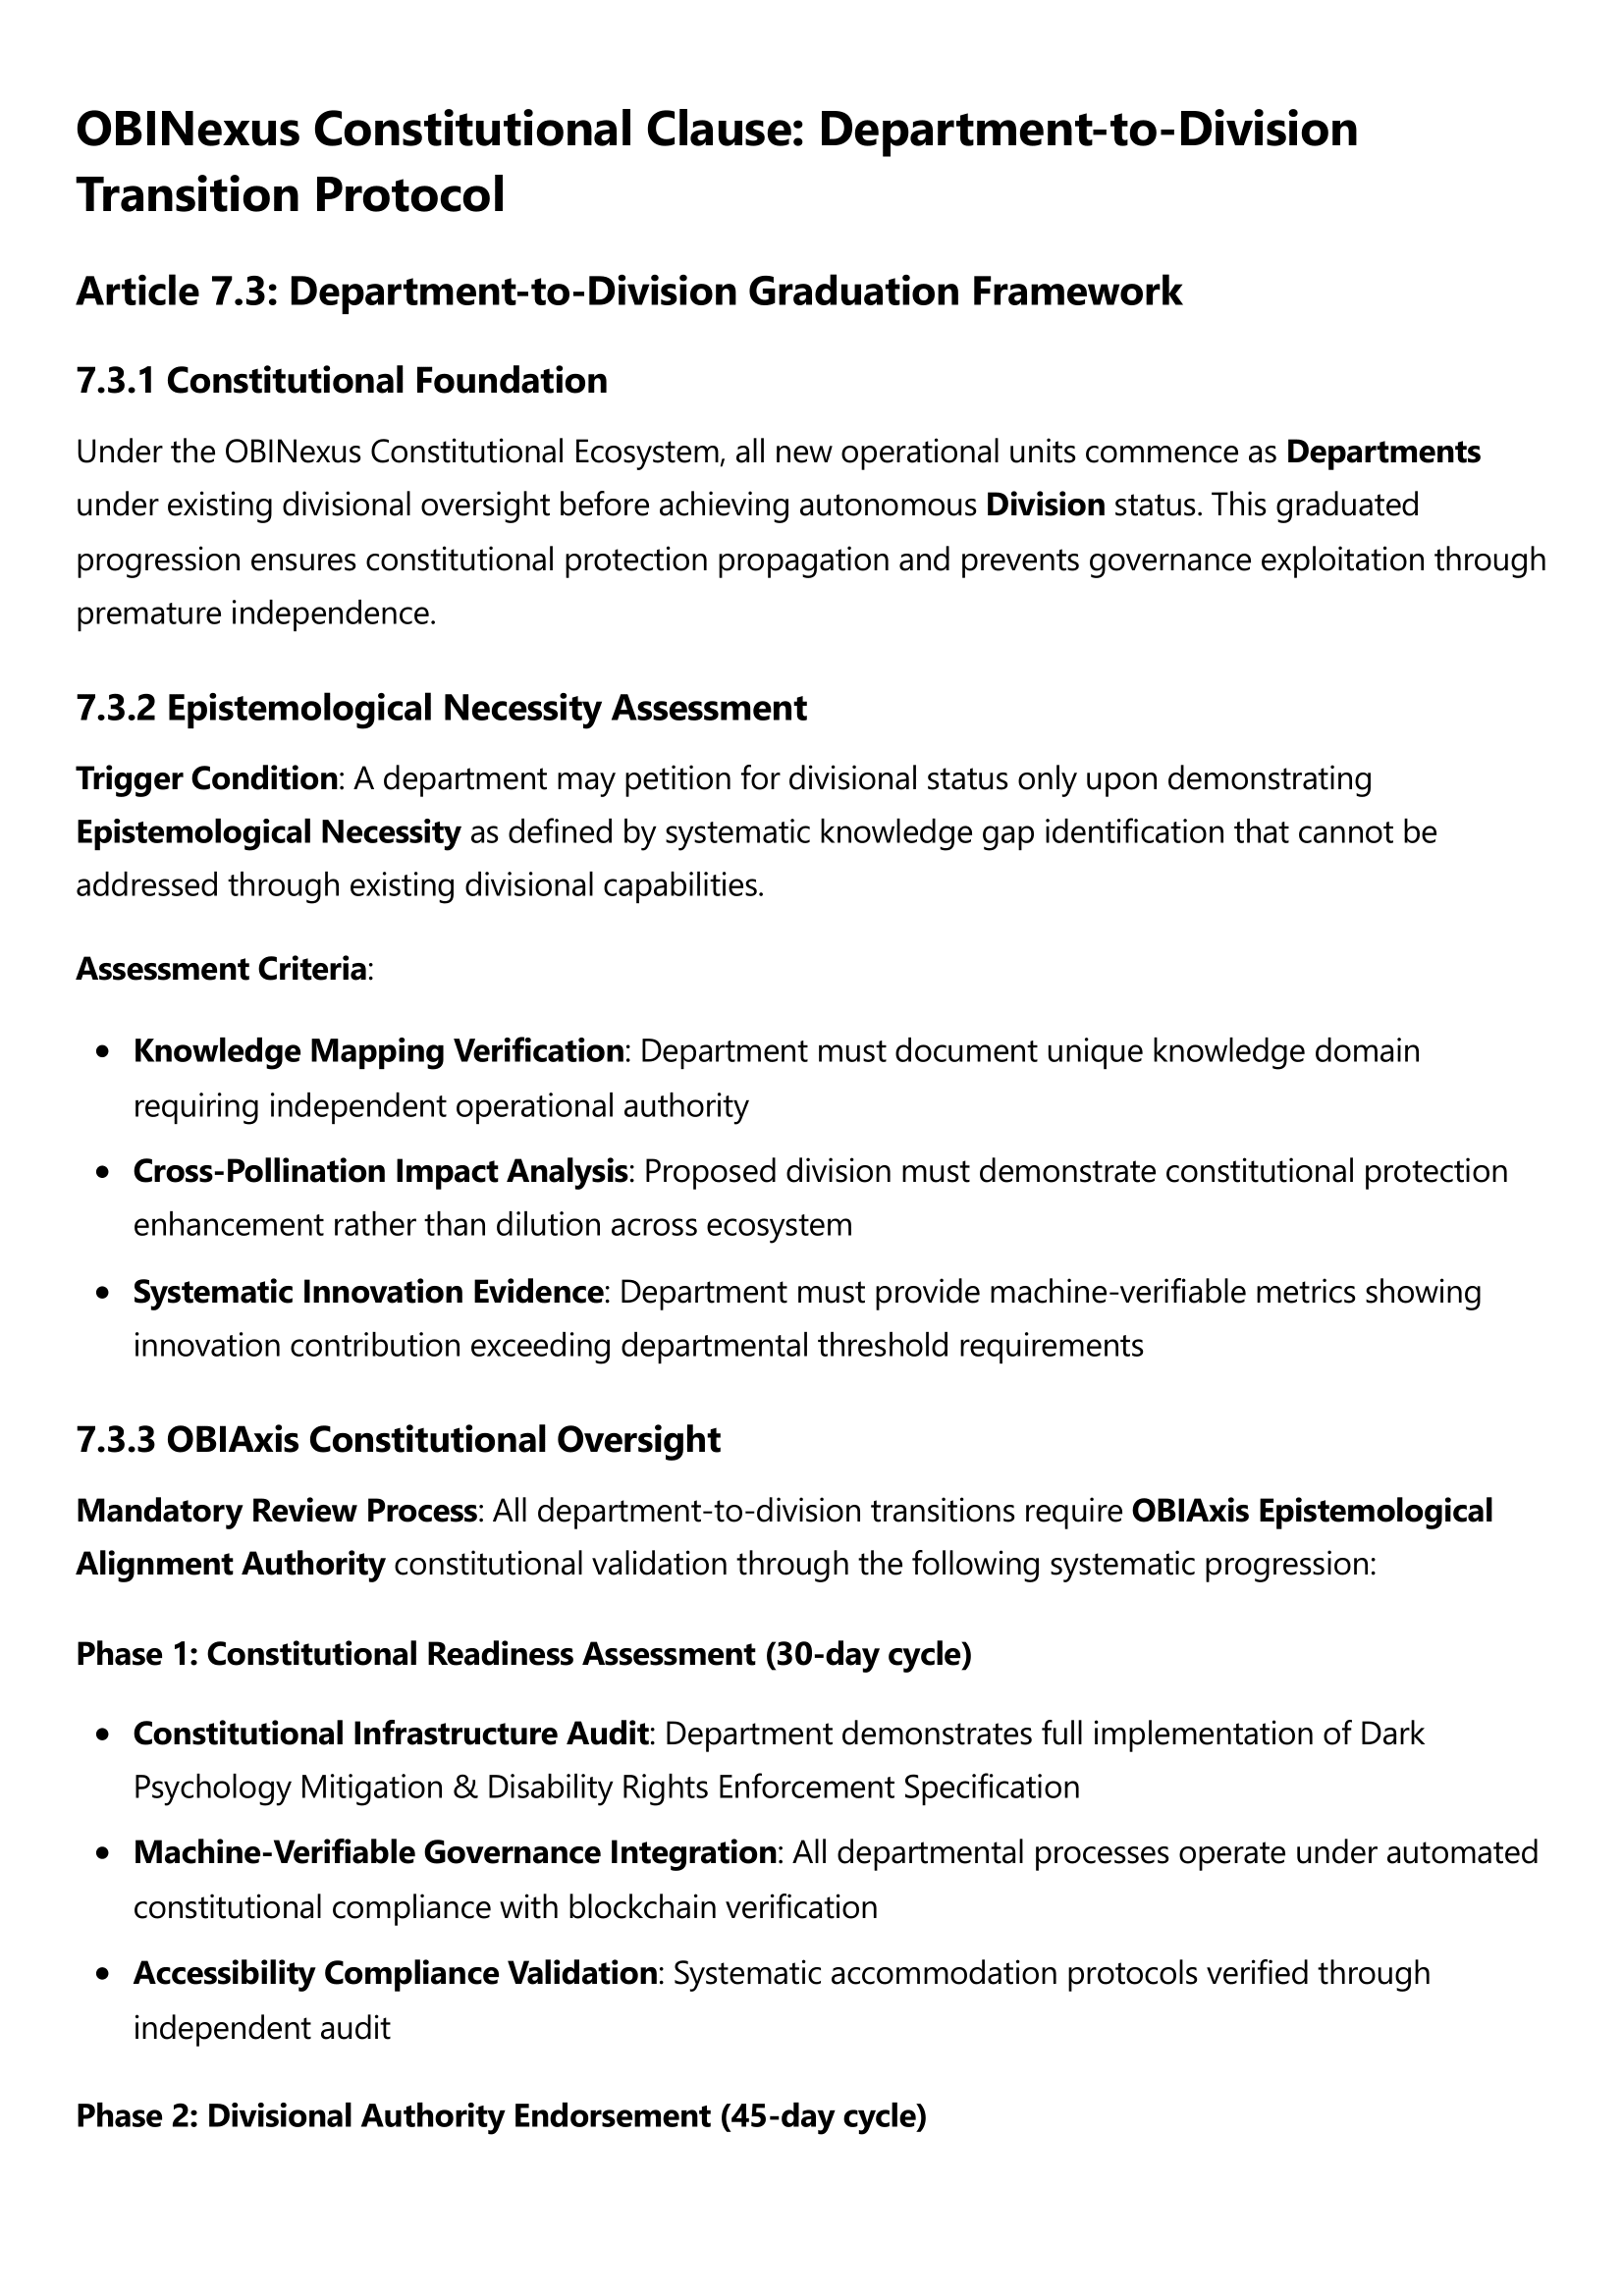 OBINexus Constitutional Clause: Department-to-Division
Transition Protocol
Article 7.3: Department-to-Division Graduation Framework
7.3.1 Constitutional Foundation
Under the OBINexus Constitutional Ecosystem, all new operational units commence as Departments
under existing divisional oversight before achieving autonomous Division status. This graduated
progression ensures constitutional protection propagation and prevents governance exploitation through
premature independence.
7.3.2 Epistemological Necessity Assessment
Trigger Condition: A department may petition for divisional status only upon demonstrating
Epistemological Necessity as defined by systematic knowledge gap identification that cannot be
addressed through existing divisional capabilities.
Assessment Criteria:
• Knowledge Mapping Verification: Department must document unique knowledge domain
requiring independent operational authority
• Cross-Pollination Impact Analysis: Proposed division must demonstrate constitutional protection
enhancement rather than dilution across ecosystem
• Systematic Innovation Evidence: Department must provide machine-verifiable metrics showing
innovation contribution exceeding departmental threshold requirements
7.3.3 OBIAxis Constitutional Oversight
Mandatory Review Process: All department-to-division transitions require OBIAxis Epistemological
Alignment Authority constitutional validation through the following systematic progression:
Phase 1: Constitutional Readiness Assessment (30-day cycle)
• Constitutional Infrastructure Audit: Department demonstrates full implementation of Dark
Psychology Mitigation & Disability Rights Enforcement Specification
• Machine-Verifiable Governance Integration: All departmental processes operate under automated
constitutional compliance with blockchain verification
• Accessibility Compliance Validation: Systematic accommodation protocols verified through
independent audit
Phase 2: Divisional Authority Endorsement (45-day cycle)